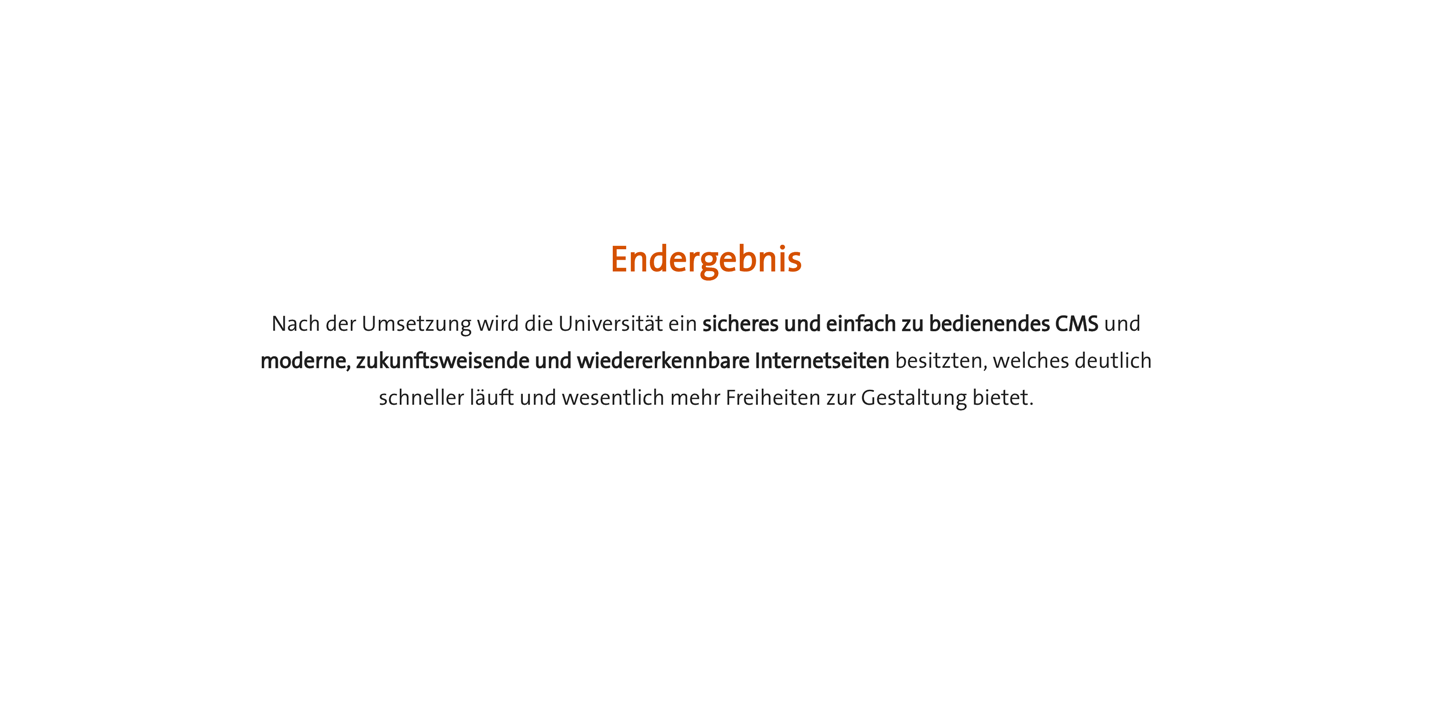 Endergebnis
Nach der Umsetzung wird die Universität ein sicheres und einfach zu bedienendes CMS und
moderne, zukunftsweisende und wiedererkennbare Internetseiten besitzten, welches deutlich
schneller läuft und wesentlich mehr Freiheiten zur Gestaltung bietet.